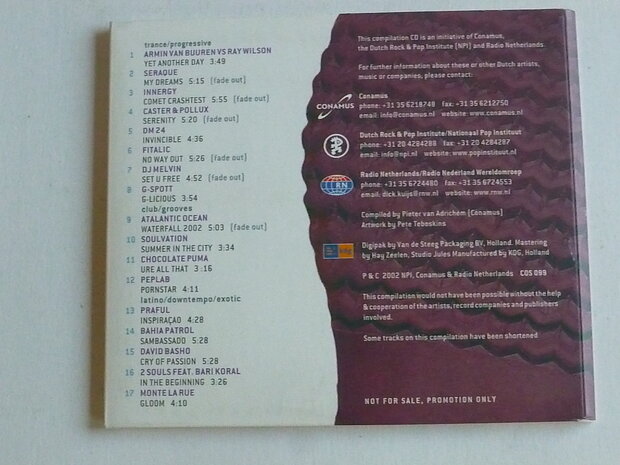 trance/progressive
1 ARMIN VAN BUUREN VS RAY WILSON
YET ANOTHER DAY 3:49
2 SERAQUE
MY DREAMS 5:15 [fade out]
3 INNERGY
COMET CRASHTEST 5:55 [fade out]
4 CASTER & POLLUX
SERENITY 5:20 [fade out]
5 DM 24
INVINCIBLE 4:36
6 FITALIC
NO WAY OUT 5:26 [fade out]
7 DJ MELVIN
SET U FREE 4:52 [fade out]
8 G-SPOTT
G-LICIOUS 3:54
club/grooves
9 ATALANTIC OCEAN
WATERFALL 2002 5:03 [fade out]
10 SOULVATION
SUMMER IN THE CITY 3:34
11 CHOCOLATE PUMA
URE ALL THAT 3:16
12 PEPLAB
PORNSTAR 4:11
latino/downtempo/exotic
13 PRAFUL
INSPIRAÇAO 4:28
14 BAHIA PATROL
SAMBASSADO 5:28
15 DAVID BASHO
CRY OF PASSION 5:28
16 2 SOULS FEAT. BARI KORAL
IN THE BEGINNING 3:26
17 MONTE LA RUE
GLOOM 4:10
This compilation CD is an initiative of Conamus,
the Dutch Rock & Pop Institute [NPI] and Radio Netherlands.
For further information about these or other Dutch artists,
music or companies, please contact:
CONAMUS
Conamus
phone: +31 35 6218748 fax: +31 35 6212750
email: info@conamus.nl website: www.conamus.nl
Dutch Rock & Pop Institute/Nationaal Pop Instituut
phone: +31 20 4284288 fax: +31 20 4284287
email: info@npi.nl website: www.popinstituut.nl
RN
Radio Netherlands/Radio Nederland Wereldomroep
phone: +31 35 6724480 fax: +31 35 6724553
email: dick.kuijs@rnw.nl website: www.rnw.nl
Compiled by Pieter van Adrichem [Conamus]
Artwork by Pete Teboskins
Digipak by Van de Steeg Packaging BV, Holland. Mastering
by Hay Zeelen, Studio Jules Manufactured by KDG, Holland
P & C 2002 NPI, Conamus & Radio Netherlands COS 099
This compilation would not have been possible without the help
& cooperation of the artists, record companies and publishers
involved.
Some tracks on this compilation have been shortened
NOT FOR SALE, PROMOTION ONLY